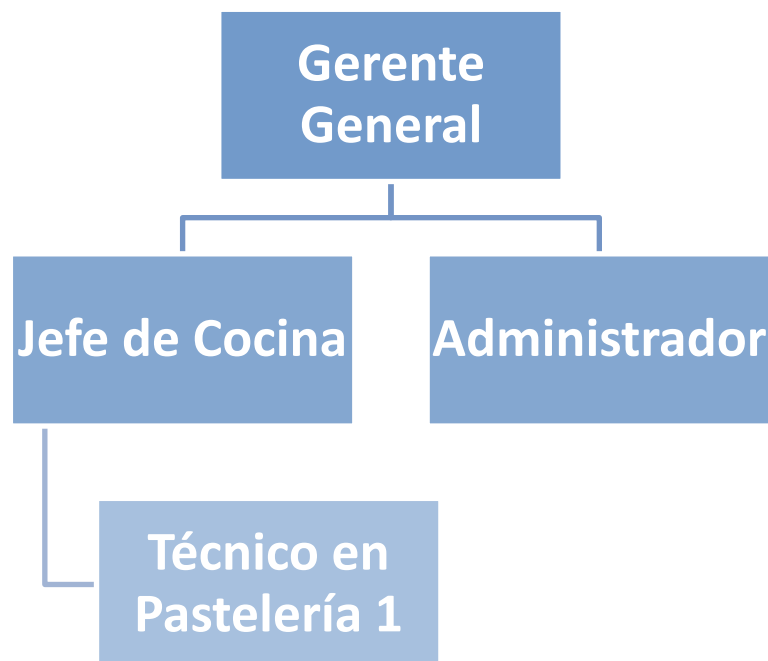 Gerente
General
Jefe de Cocina
Administrador
Técnico en
Pastelería 1